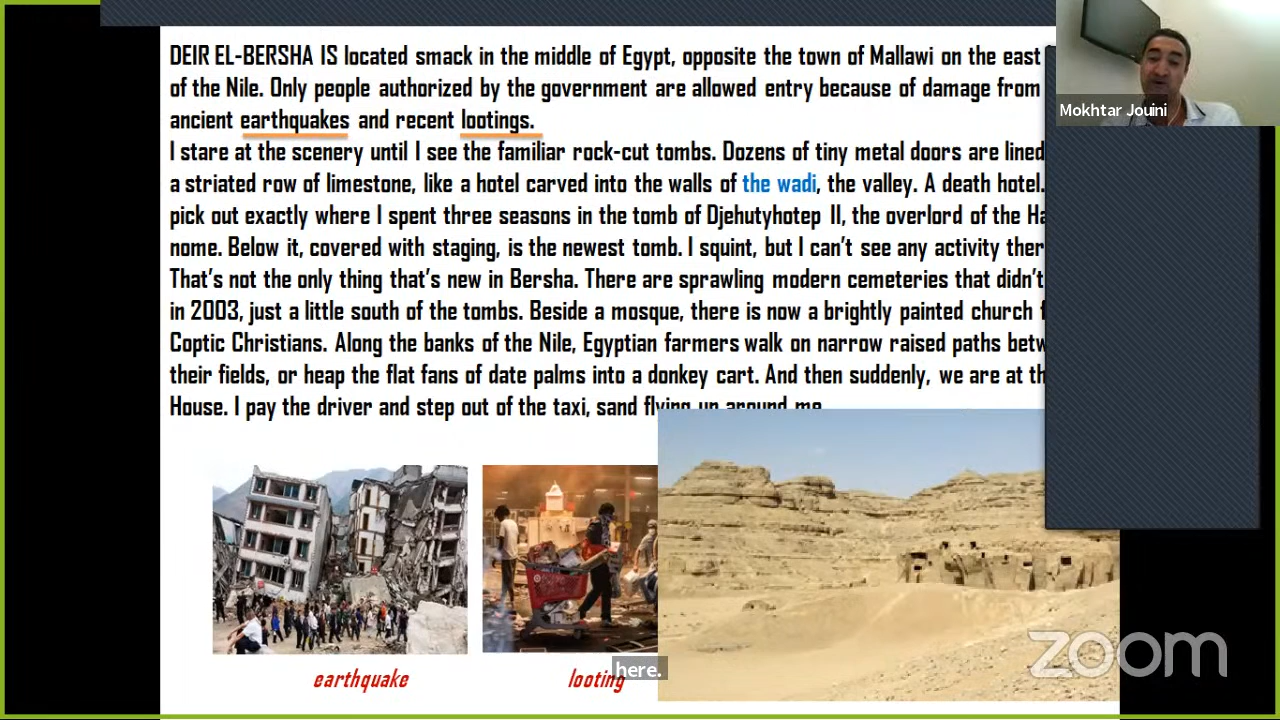 DEIR EL-BERSHA IS located smack in the middle of Egypt, opposite the town of Mallawi on the east
of the Nile. Only people authorized by the government are allowed entry because of damage from
ancient earthquakes and recent lootings.
I stare at the scenery until I see the familiar rock-cut tombs. Dozens of tiny metal doors are lined
a striated row of limestone, like a hotel carved into the walls of the wadi, the valley. A death hotel.
pick out exactly where I spent three seasons in the tomb of Djehutyhotep II, the overlord of the
nome. Below it, covered with staging, is the newest tomb. I squint, but I can't see any activity
That's not the only thing that's new in Bersha. There are sprawling modern cemeteries that didn't
in 2003, just a little south of the tombs. Beside a mosque, there is now a brightly painted church
Coptic Christians. Along the banks of the Nile, Egyptian farmers walk on narrow raised paths
their fields, or heap the flat fans of date palms into a donkey cart. And then suddenly, we are at
House. I pay the driver and step out of the taxi, sand flying up around me
Mokhtar Jouini
earthquake
looting
here.
zoom